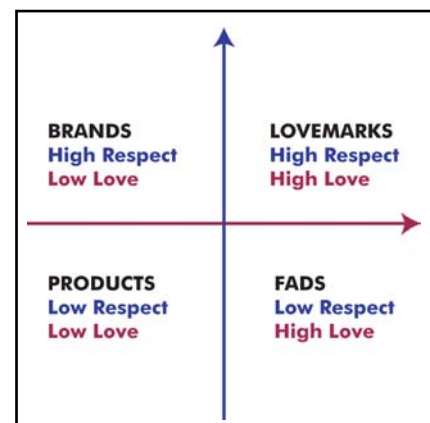 BRANDS
High Respect
Low Love
LOVEMARKS
High Respect
High Love
PRODUCTS
Low Respect
Low Love
FADS
Low Respect
High Love